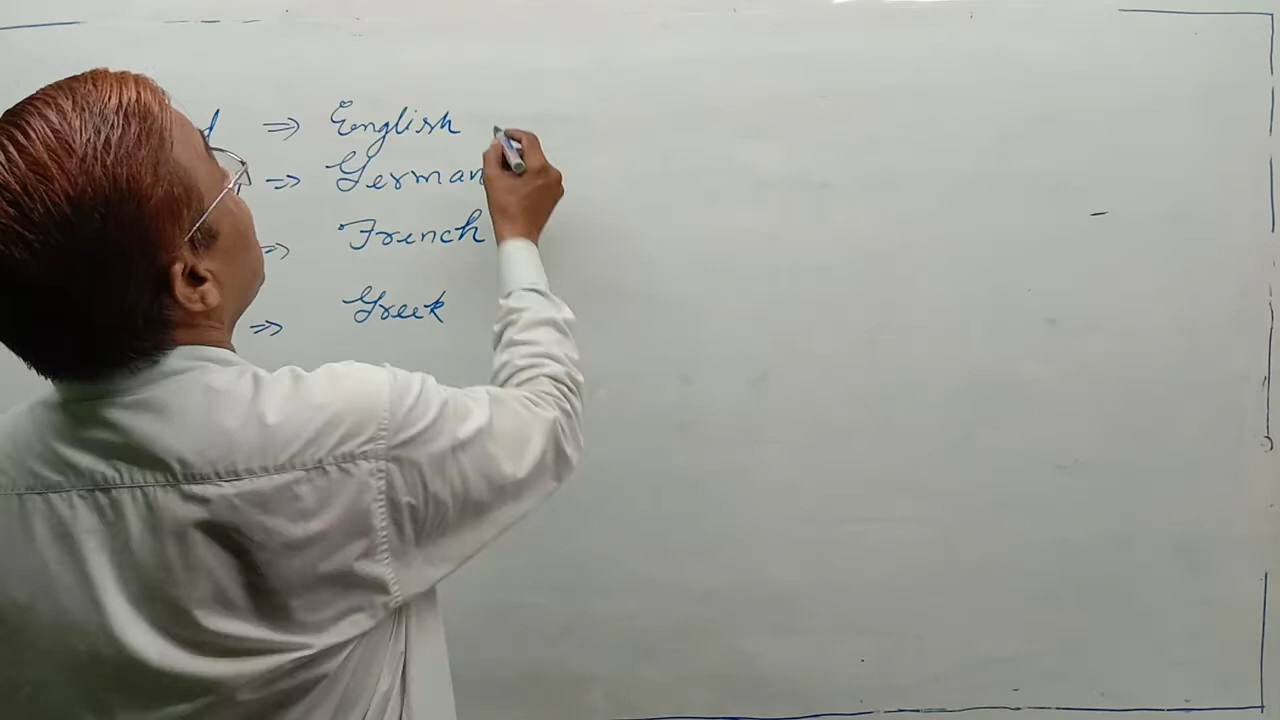 ⇒ English
⇒ German
⇒ French
⇒ Greek